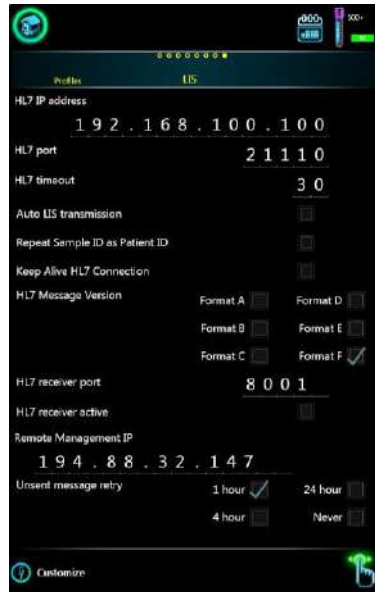 500+
Profiles LIS
HL7 IP address
192.168.100.100
HL7 port
21110
HL7 timeout
30
Auto LIS transmission
Repeat Sample ID as Patient ID
Keep Alive HL7 Connection
HL7 Message Version
Format A Format D
Format B Format E
Format C Format F
HL7 receiver port
8001
HL7 receiver active
Remote Management IP
194.88.32.147
Unsent message retry
1 hour 24 hour
4 hour Never
Customize